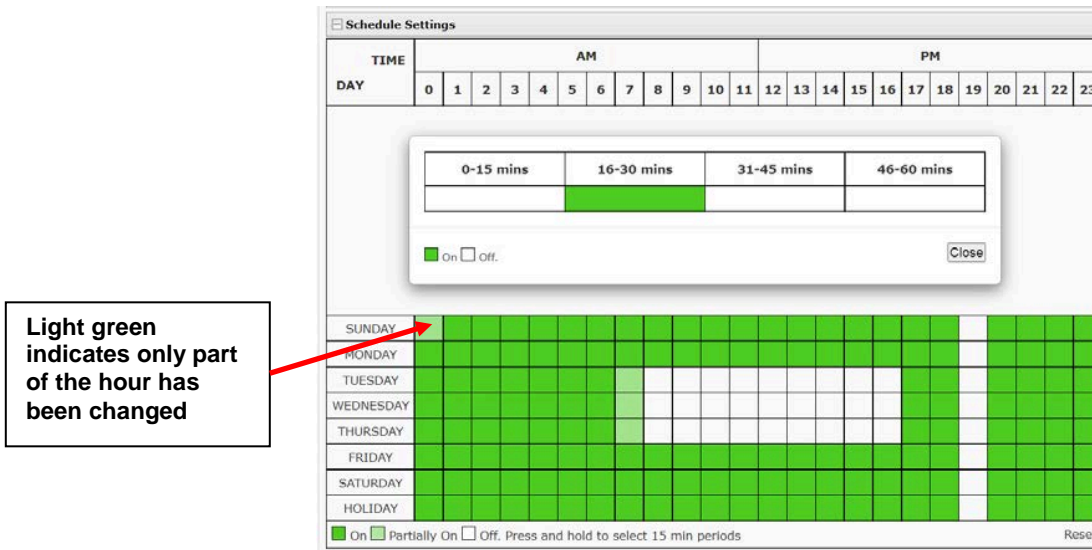 Schedule Settings
TIME AM PM
DAY 0 1 2 3 4 5 6 7 8 9 10 11 12 13 14 15 16 17 18 19 20 21 22 23
0-15 mins 16-30 mins 31-45 mins 46-60 mins
On Off.
Close
Light green
indicates only part
of the hour has
been changed
SUNDAY
MONDAY
TUESDAY
WEDNESDAY
THURSDAY
FRIDAY
SATURDAY
HOLIDAY
On Partially On Off. Press and hold to select 15 min periods
Rese